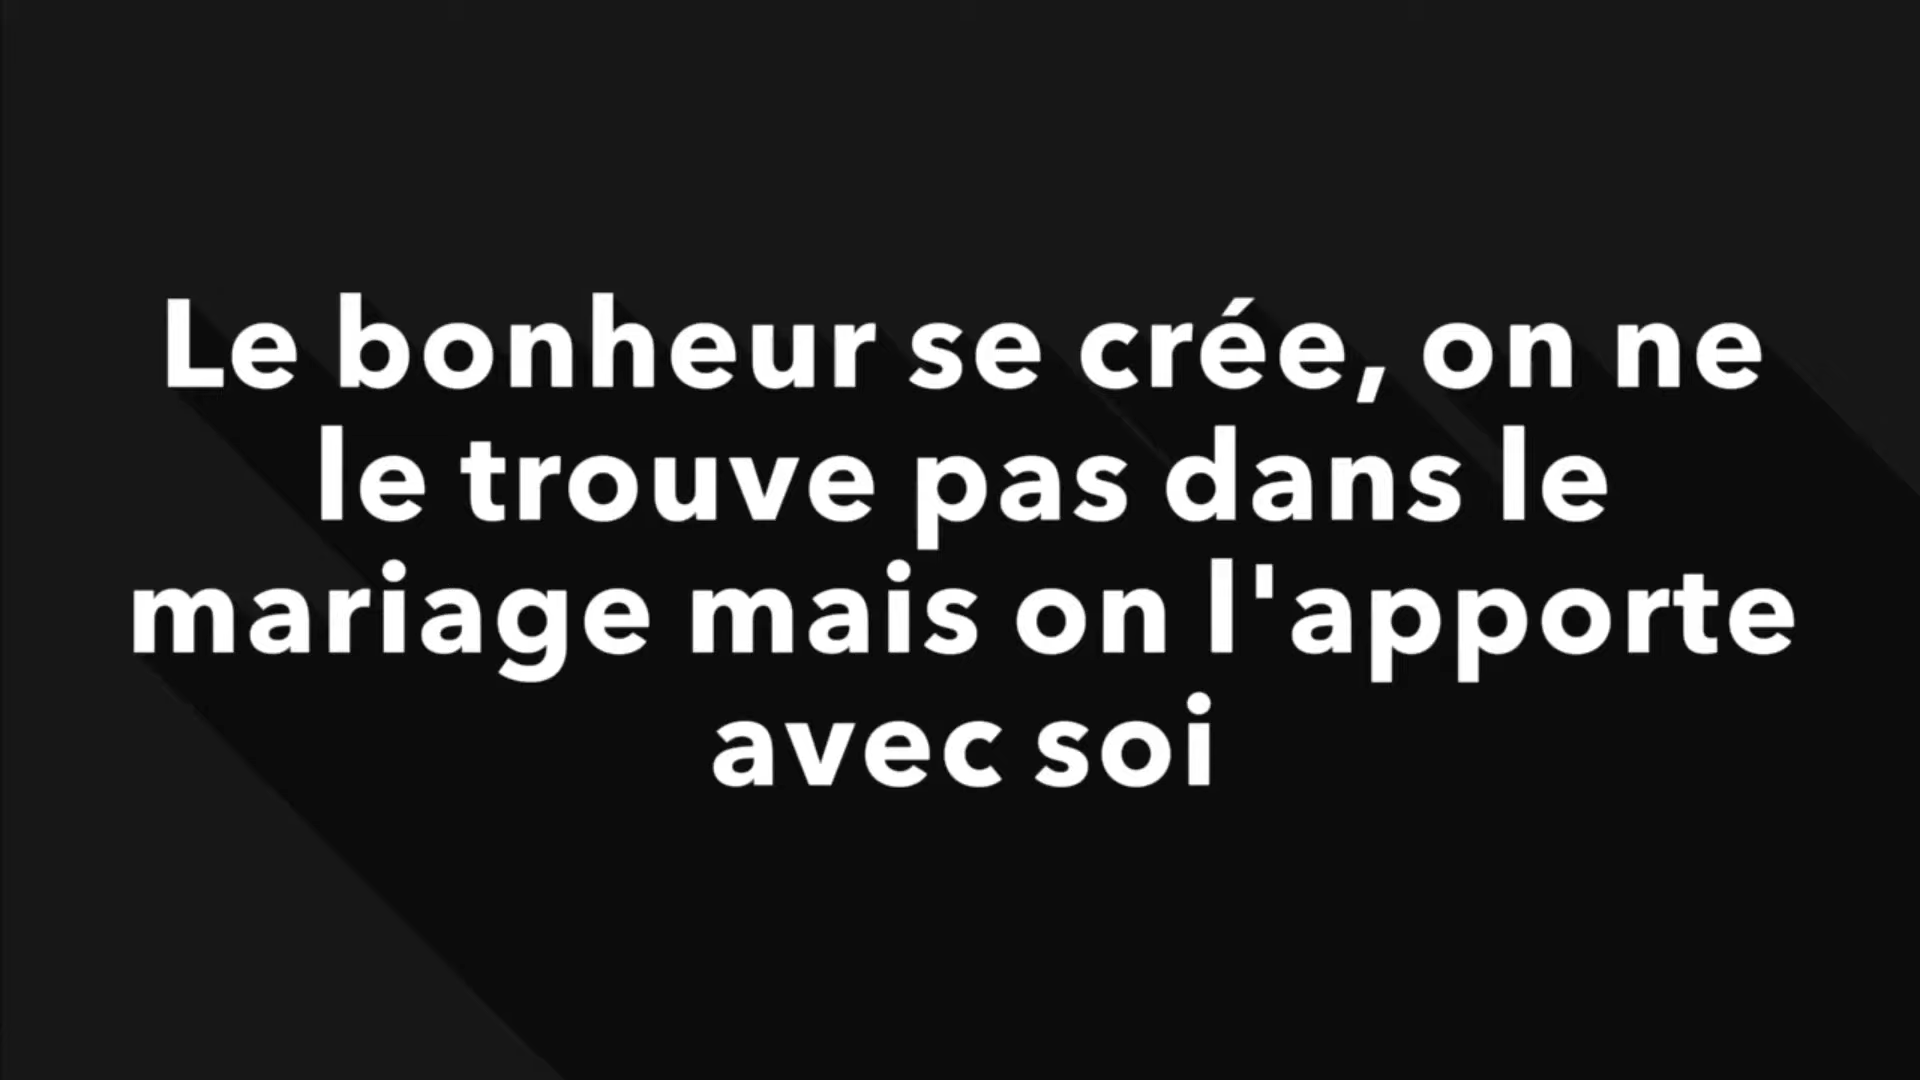 Le bonheur se crée, on ne
le trouve pas dans le
mariage mais on l'apporte
avec soi